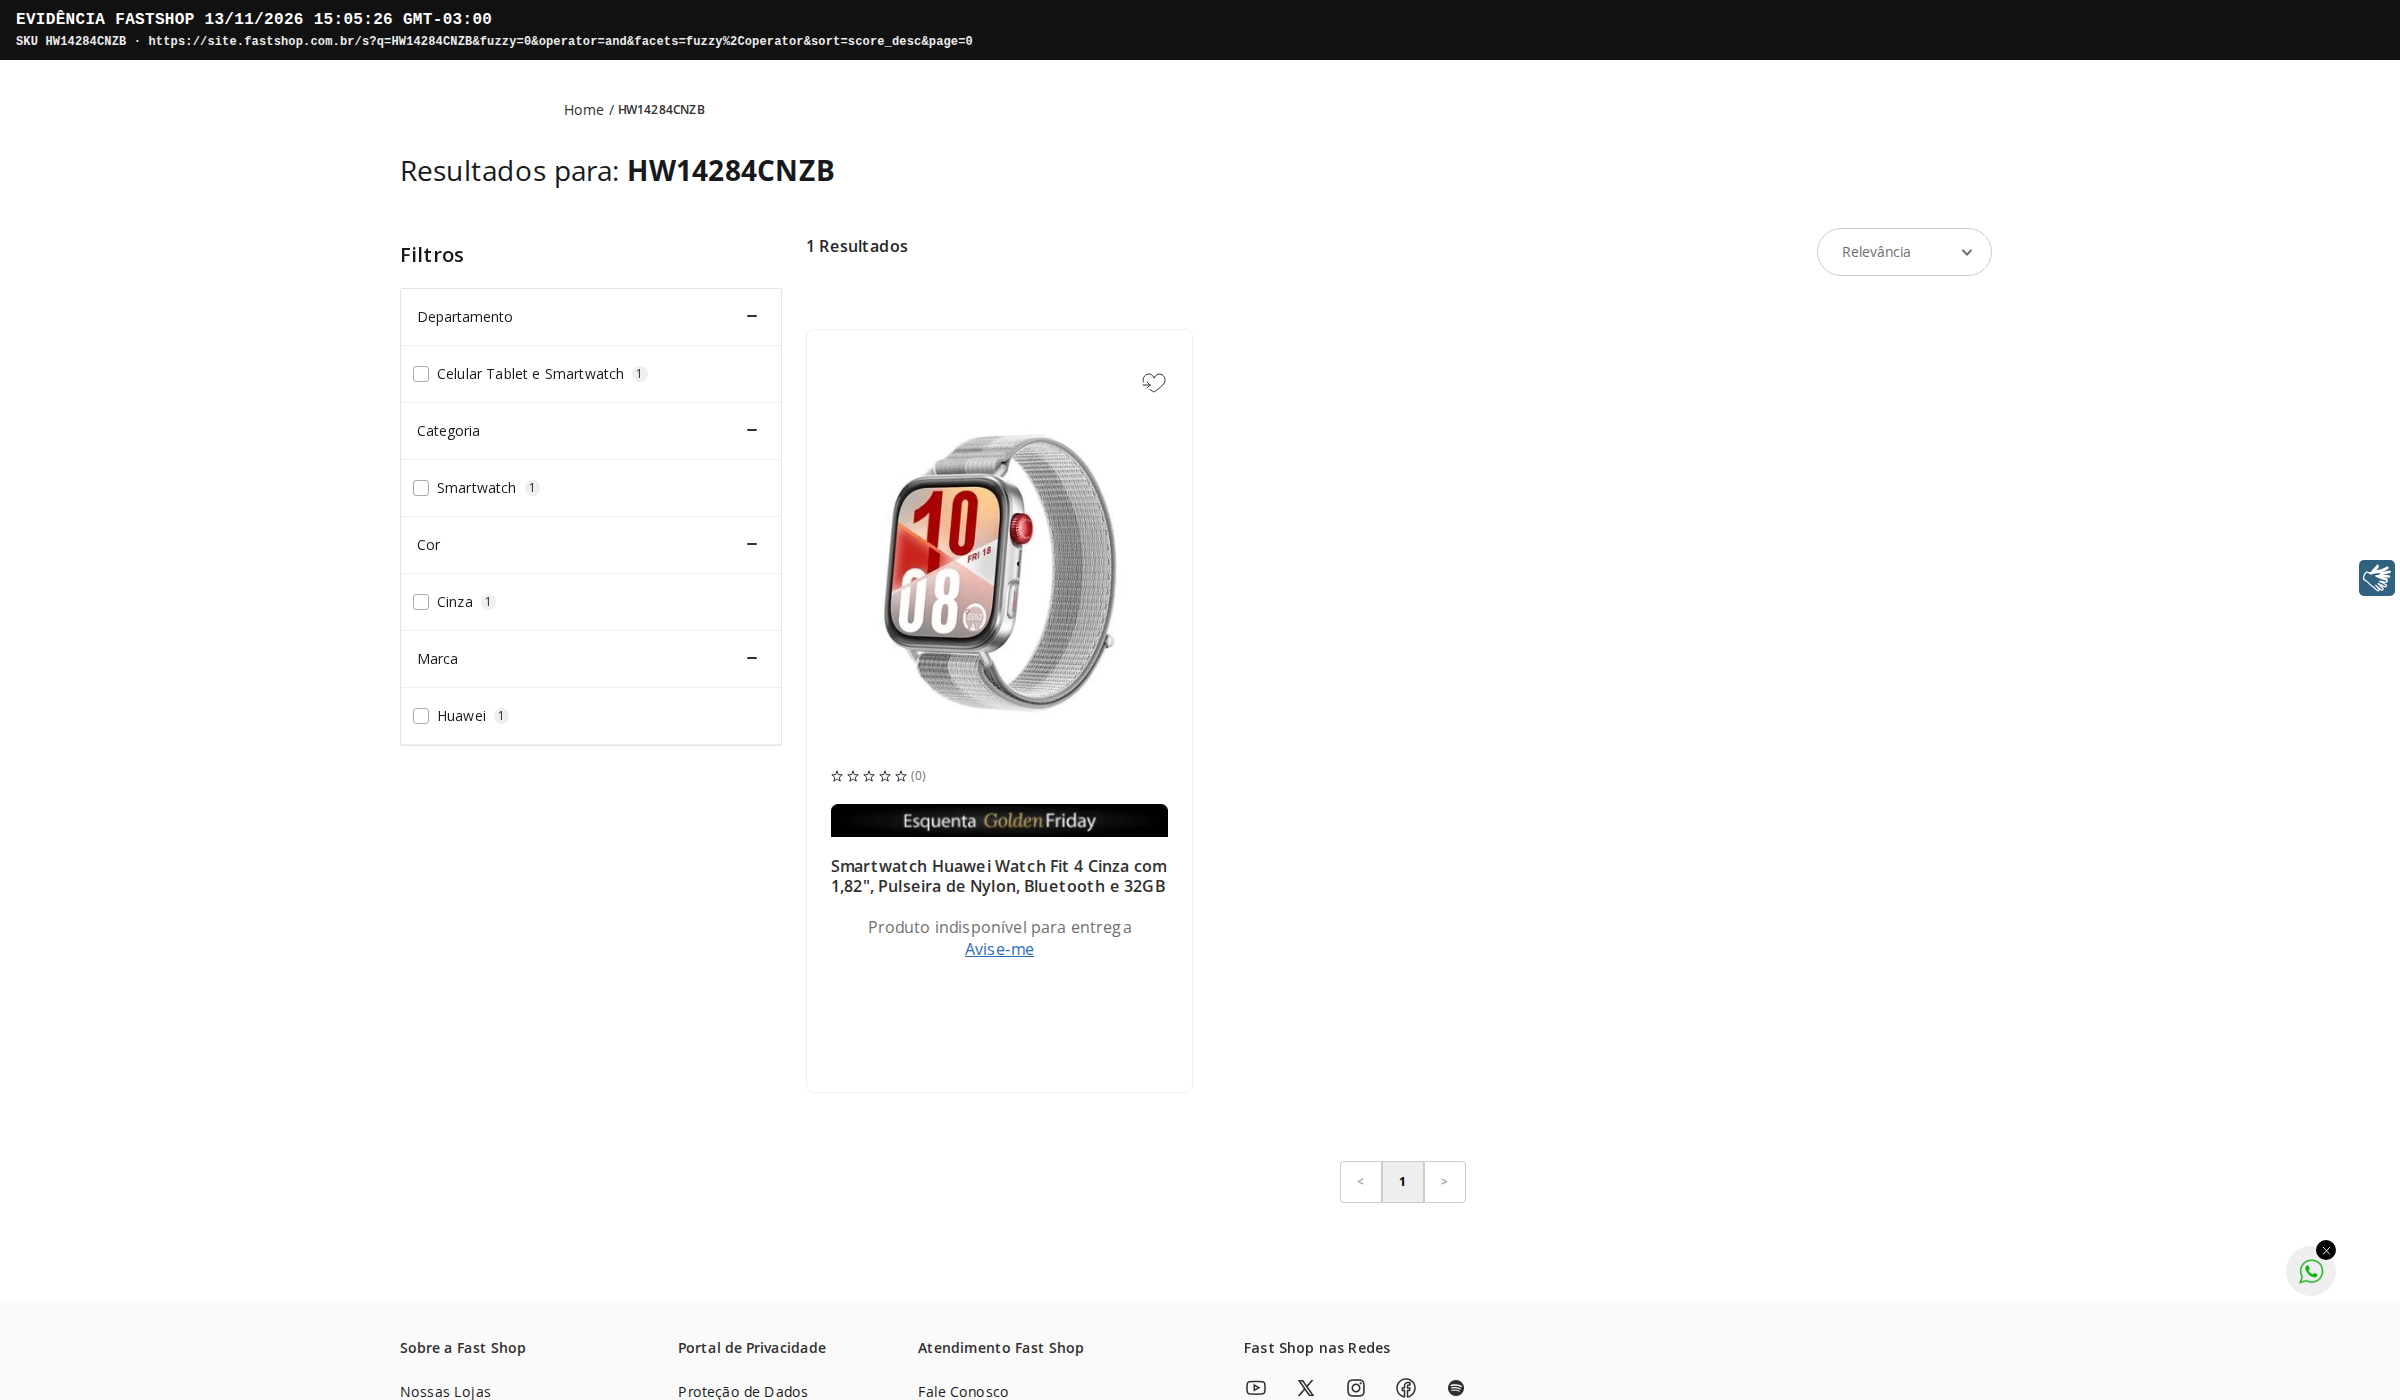 EVIDÊNCIA FASTSHOP 13/11/2026 15:05:26 GMT-03:00
SKU HW14284CNZB · https://site.fastshop.com.br/s?q=HW14284CNZB&fuzzy=0&operator=and&facets=fuzzy%2Coperator&sort=score_desc&page=0
Home / HW14284CNZB
Resultados para: HW14284CNZB
Filtros
1 Resultados
Relevância
Departamento
Celular Tablet e Smartwatch 1
Categoria
Smartwatch 1
Cor
Cinza 1
Marca
Huawei 1
10
FRI 18
08
(0)
Esquenta Golden Friday
Smartwatch Huawei Watch Fit 4 Cinza com
1,82", Pulseira de Nylon, Bluetooth e 32GB
Produto indisponível para entrega
Avise-me
< 1 >
Sobre a Fast Shop
Portal de Privacidade
Atendimento Fast Shop
Fast Shop nas Redes
Nossas Lojas
Proteção de Dados
Fale Conosco